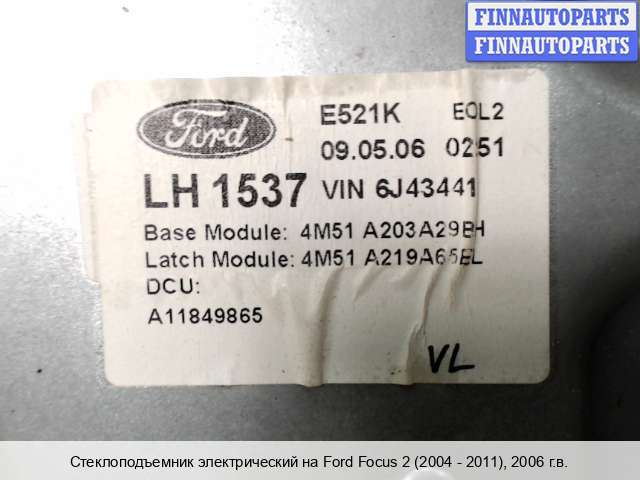 FINNAUTOPARTS
FINNAUTOPARTS
Ford
E521K EOL2
09.05.06 0251
LH 1537 VIN 6J43441
Base Module: 4M51 A203A29BH
Latch Module: 4M51 A219A65EL
DCU:
A11849865
VL
Стеклоподъемник электрический на Ford Focus 2 (2004 - 2011), 2006 г.в.